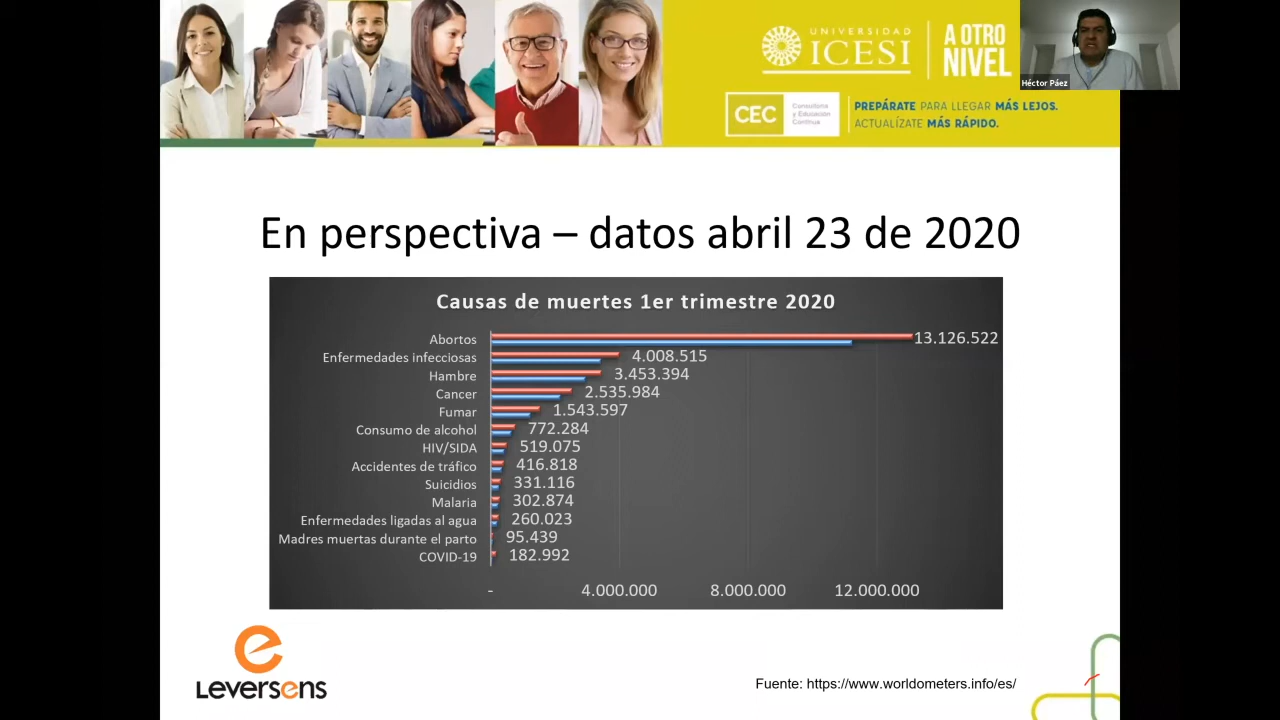 UNIVERSIDAD
ICESI
A OTRO
NIVEL
Héctor Páez
CEC
Consultoría
y Educación
Continua
PREPÁRATE PARA LLEGAR MÁS LEJOS.
ACTUALÍZATE MÁS RÁPIDO.
En perspectiva – datos abril 23 de 2020
Causas de muertes 1er trimestre 2020
Abortos 13.126.522
Enfermedades infecciosas 4.008.515
Hambre 3.453.394
Cancer 2.535.984
Fumar 1.543.597
Consumo de alcohol 772.284
HIV/SIDA 519.075
Accidentes de tráfico 416.818
Suicidios 331.116
Malaria 302.874
Enfermedades ligadas al agua 260.023
Madres muertas durante el parto 95.439
COVID-19 182.992
- 4.000.000 8.000.000 12.000.000
Leversens
Fuente: https://www.worldometers.info/es/